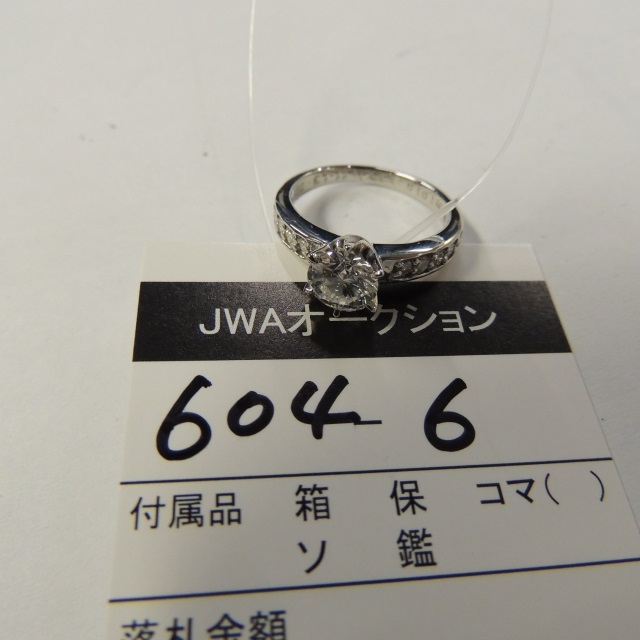 JWAオークション
604-6
付属品 箱 保 コマ( )
ソ 鑑
落札金額